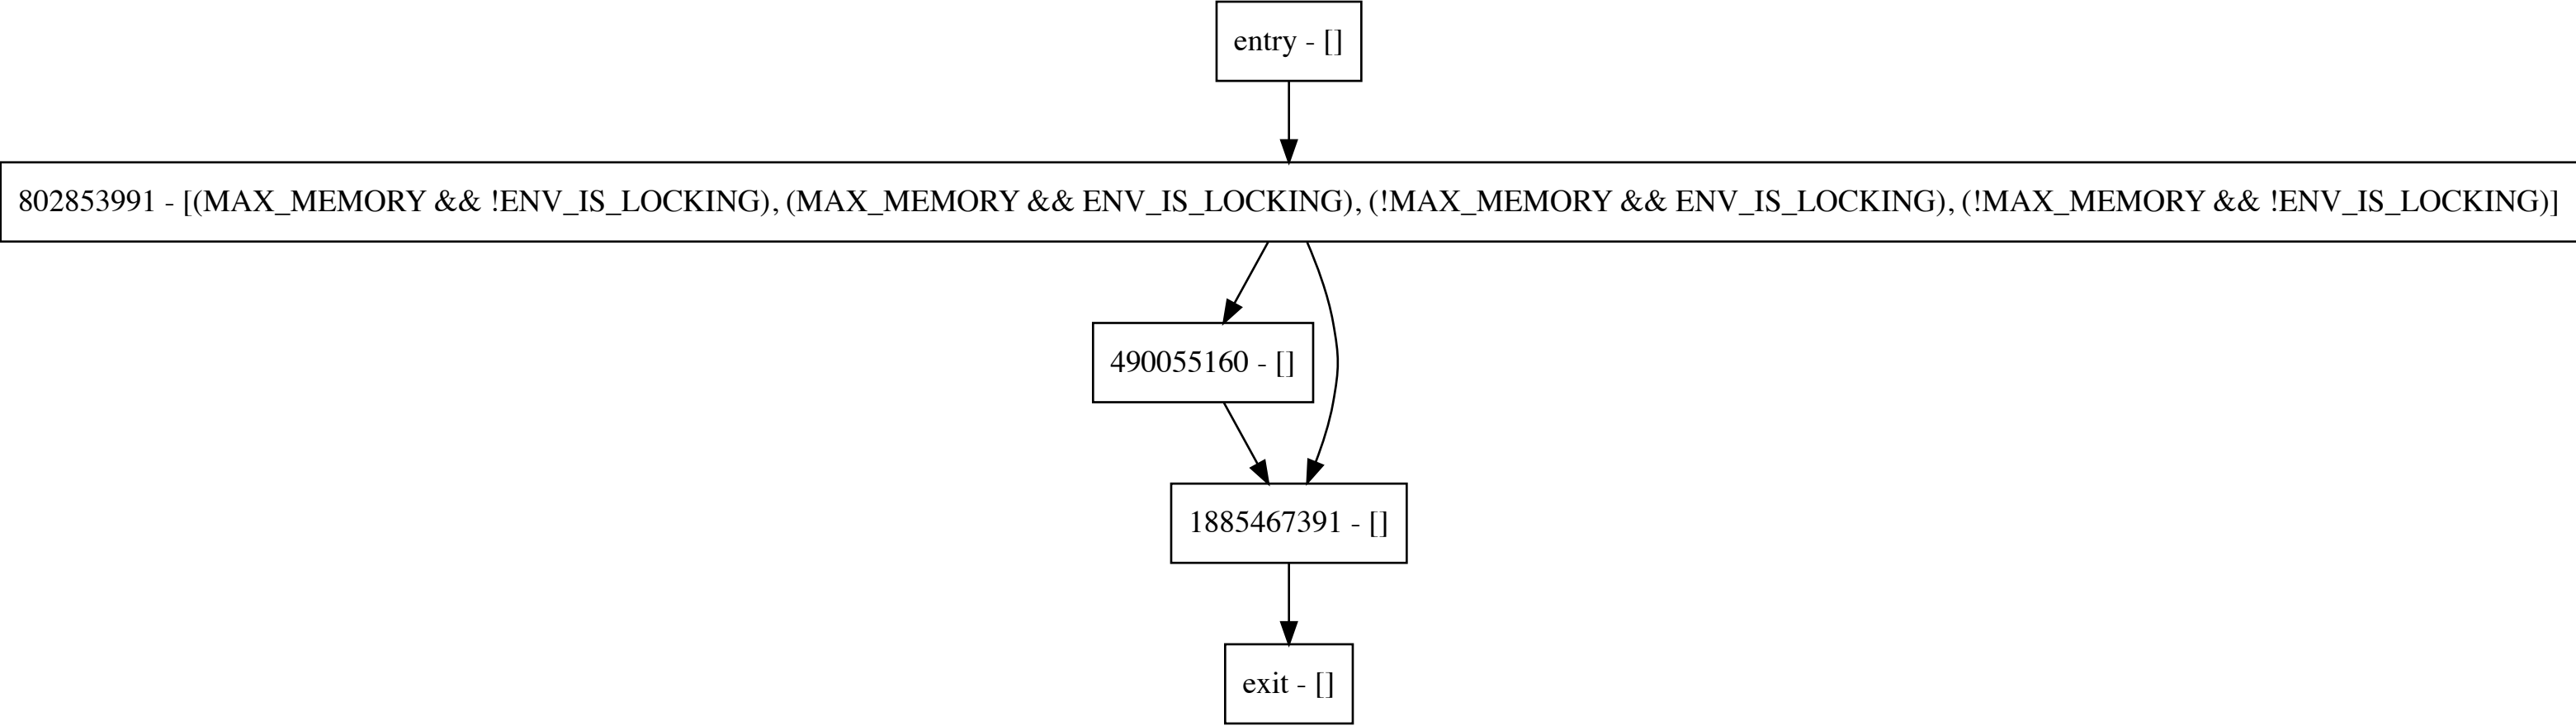 entry - []
802853991 - [(MAX_MEMORY && !ENV_IS_LOCKING), (MAX_MEMORY && ENV_IS_LOCKING), (!MAX_MEMORY && ENV_IS_LOCKING), (!MAX_MEMORY && !ENV_IS_LOCKING)]
490055160 - []
1885467391 - []
exit - []